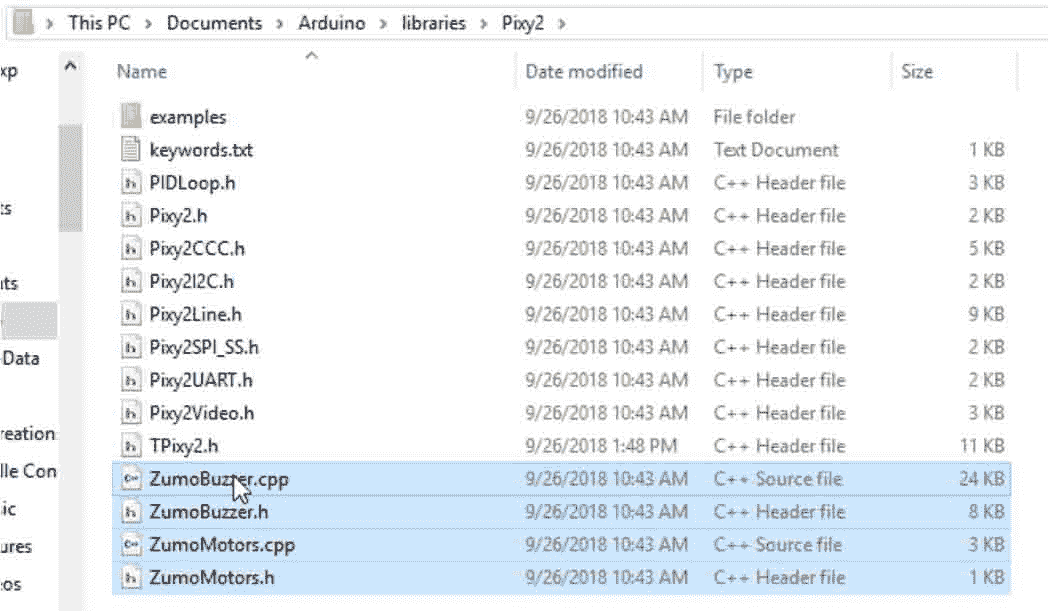 This PC > Documents > Arduino > libraries > Pixy2 >
xp
Name Date modified Type Size
examples 9/26/2018 10:43 AM File folder
keywords.txt 9/26/2018 10:43 AM Text Document 1 KB
PIDLoop.h 9/26/2018 10:43 AM C++ Header file 3 KB
ts
Pixy2.h 9/26/2018 10:43 AM C++ Header file 2 KB
Pixy2CCC.h 9/26/2018 10:43 AM C++ Header file 5 KB
nts
Pixy2I2C.h 9/26/2018 10:43 AM C++ Header file 2 KB
Pixy2Line.h 9/26/2018 10:43 AM C++ Header file 9 KB
Data
Pixy2SPI_SS.h 9/26/2018 10:43 AM C++ Header file 2 KB
Pixy2UART.h 9/26/2018 10:43 AM C++ Header file 2 KB
Pixy2Video.h 9/26/2018 10:43 AM C++ Header file 3 KB
reation
TPixy2.h 9/26/2018 1:48 PM C++ Header file 11 KB
lle Con
ZumoBuzzer.cpp 9/26/2018 10:43 AM C++ Source file 24 KB
ic
ZumoBuzzer.h 9/26/2018 10:43 AM C++ Header file 8 KB
ures
ZumoMotors.cpp 9/26/2018 10:43 AM C++ Source file 3 KB
os
ZumoMotors.h 9/26/2018 10:43 AM C++ Header file 1 KB